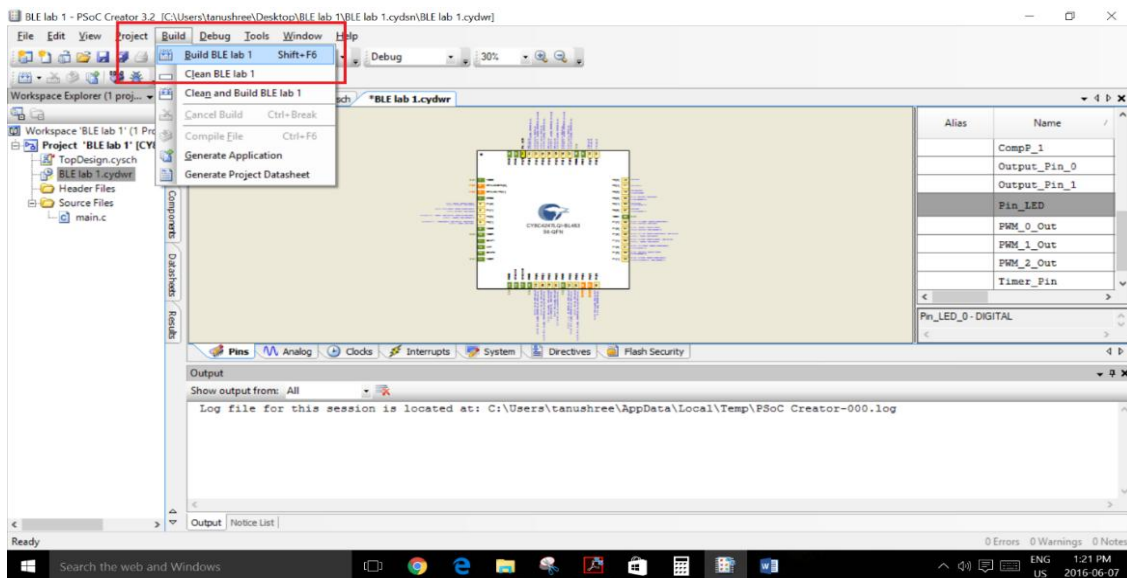 BLE lab 1 - PSoC Creator 3.2 [C:\Users\tanushree\Desktop\BLE lab 1\BLE lab 1.cydsn\BLE lab 1.cydwr]
File Edit View Project Build Debug Tools Window Help
Build BLE lab 1 Shift+F6
Debug 30%
Clean BLE lab 1
Clean and Build BLE lab 1
Cancel Build Ctrl+Break
Compile File Ctrl+F6
Generate Application
Generate Project Datasheet
Workspace Explorer (1 proj...
*BLE lab 1.cydwr
Workspace 'BLE lab 1' (1
Project 'BLE lab 1'
TopDesign.cysch
BLE lab 1.cydwr
Header Files
Source Files
main.c
Components
Datasheets
Results
56-QFN
Alias Name
CompP_1
Output_Pin_0
Output_Pin_1
Pin_LED
PWM_0_Out
PWM_1_Out
PWM_2_Out
Timer_Pin
Pin_LED_0 - DIGITAL
Pins Analog Clocks Interrupts System Directives Flash Security
Output
Show output from: All
Log file for this session is located at: C:\Users\tanushree\AppData\Local\Temp\PSoC Creator-000.log
Output Notice List
Ready
0 Errors 0 Warnings 0 Notes
Search the web and Windows
ENG 1:21 PM
US 2016-06-07